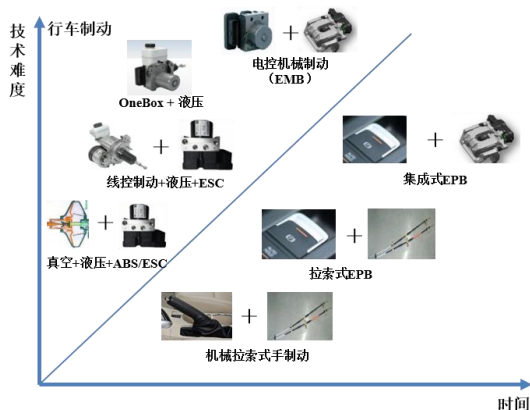 技术难度
行车制动
电控机械制动
（EMB）
OneBox + 液压
集成式EPB
线控制动+液压+ESC
真空+液压+ABS/ESC
拉索式EPB
机械拉索式手制动
时间